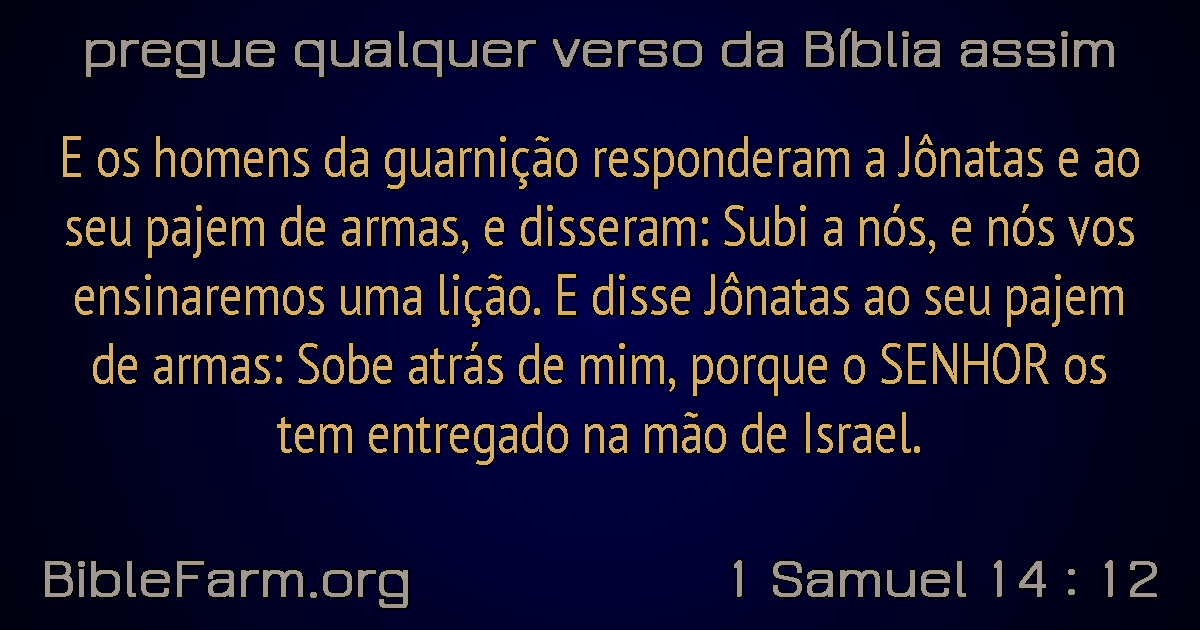 pregue qualquer verso da Bíblia assim
E os homens da guarnição responderam a Jônatas e ao
seu pajem de armas, e disseram: Subi a nós, e nós vos
ensinaremos uma lição. E disse Jônatas ao seu pajem
de armas: Sobe atrás de mim, porque o SENHOR os
tem entregado na mão de Israel.
BibleFarm.org
1 Samuel 14 : 12